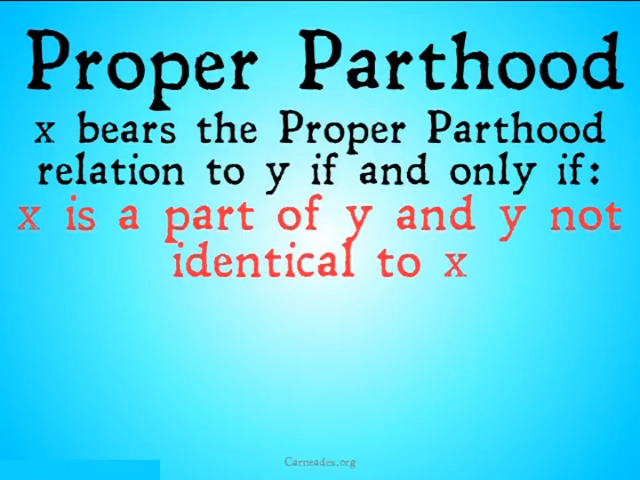 Proper Parthood
x bears the Proper Parthood
relation to y if and only if:
x is a part of y and y not
identical to x
Carneades.org